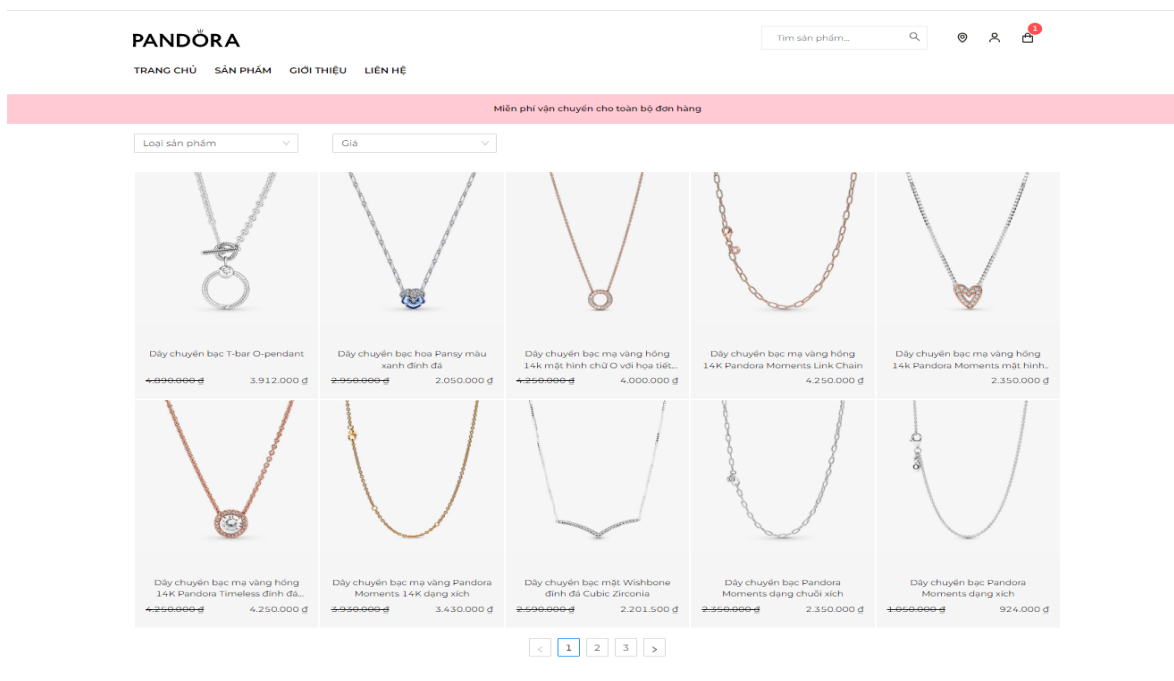 PANDÖRA
Tìm sản phẩm...
1
TRANG CHỦ SẢN PHẨM GIỚI THIỆU LIÊN HỆ
Miễn phí vận chuyển cho toàn bộ đơn hàng
Loại sản phẩm Giá
Dây chuyền bạc T-bar O-pendant
4.890.000 ₫ 3.912.000 ₫
Dây chuyền bạc hoa Pansy màu
xanh đính đá
2.950.000 ₫ 2.050.000 ₫
Dây chuyền bạc mạ vàng hồng
14k mặt hình chữ O với họa tiết...
4.250.000 ₫ 4.000.000 ₫
Dây chuyền bạc mạ vàng hồng
14K Pandora Moments Link Chain
4.250.000 ₫
Dây chuyền bạc mạ vàng hồng
14k Pandora Moments mặt hình..
2.350.000 ₫
Dây chuyền bạc mạ vàng hồng
14K Pandora Timeless đính đá...
4.250.000 ₫ 4.250.000 ₫
Dây chuyền bạc mạ vàng Pandora
Moments 14K dạng xích
3.930.000 ₫ 3.430.000 ₫
Dây chuyền bạc mặt Wishbone
đính đá Cubic Zirconia
2.590.000 ₫ 2.201.500 ₫
Dây chuyền bạc Pandora
Moments dạng chuỗi xích
2.350.000 ₫ 2.350.000 ₫
Dây chuyền bạc Pandora
Moments dạng xích
1.050.000 ₫ 924.000 ₫
< 1 2 3 >